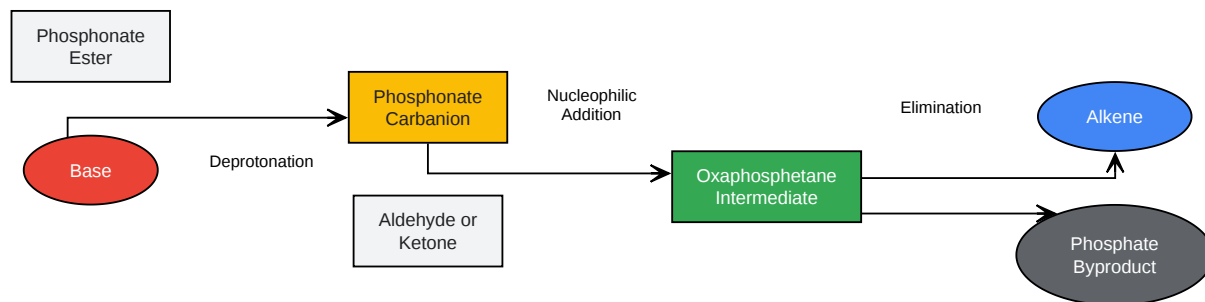 Phosphonate
Ester
Base
Deprotonation
Phosphonate
Carbanion
Aldehyde or
Ketone
Nucleophilic
Addition
Oxaphosphetane
Intermediate
Elimination
Alkene
Phosphate
Byproduct